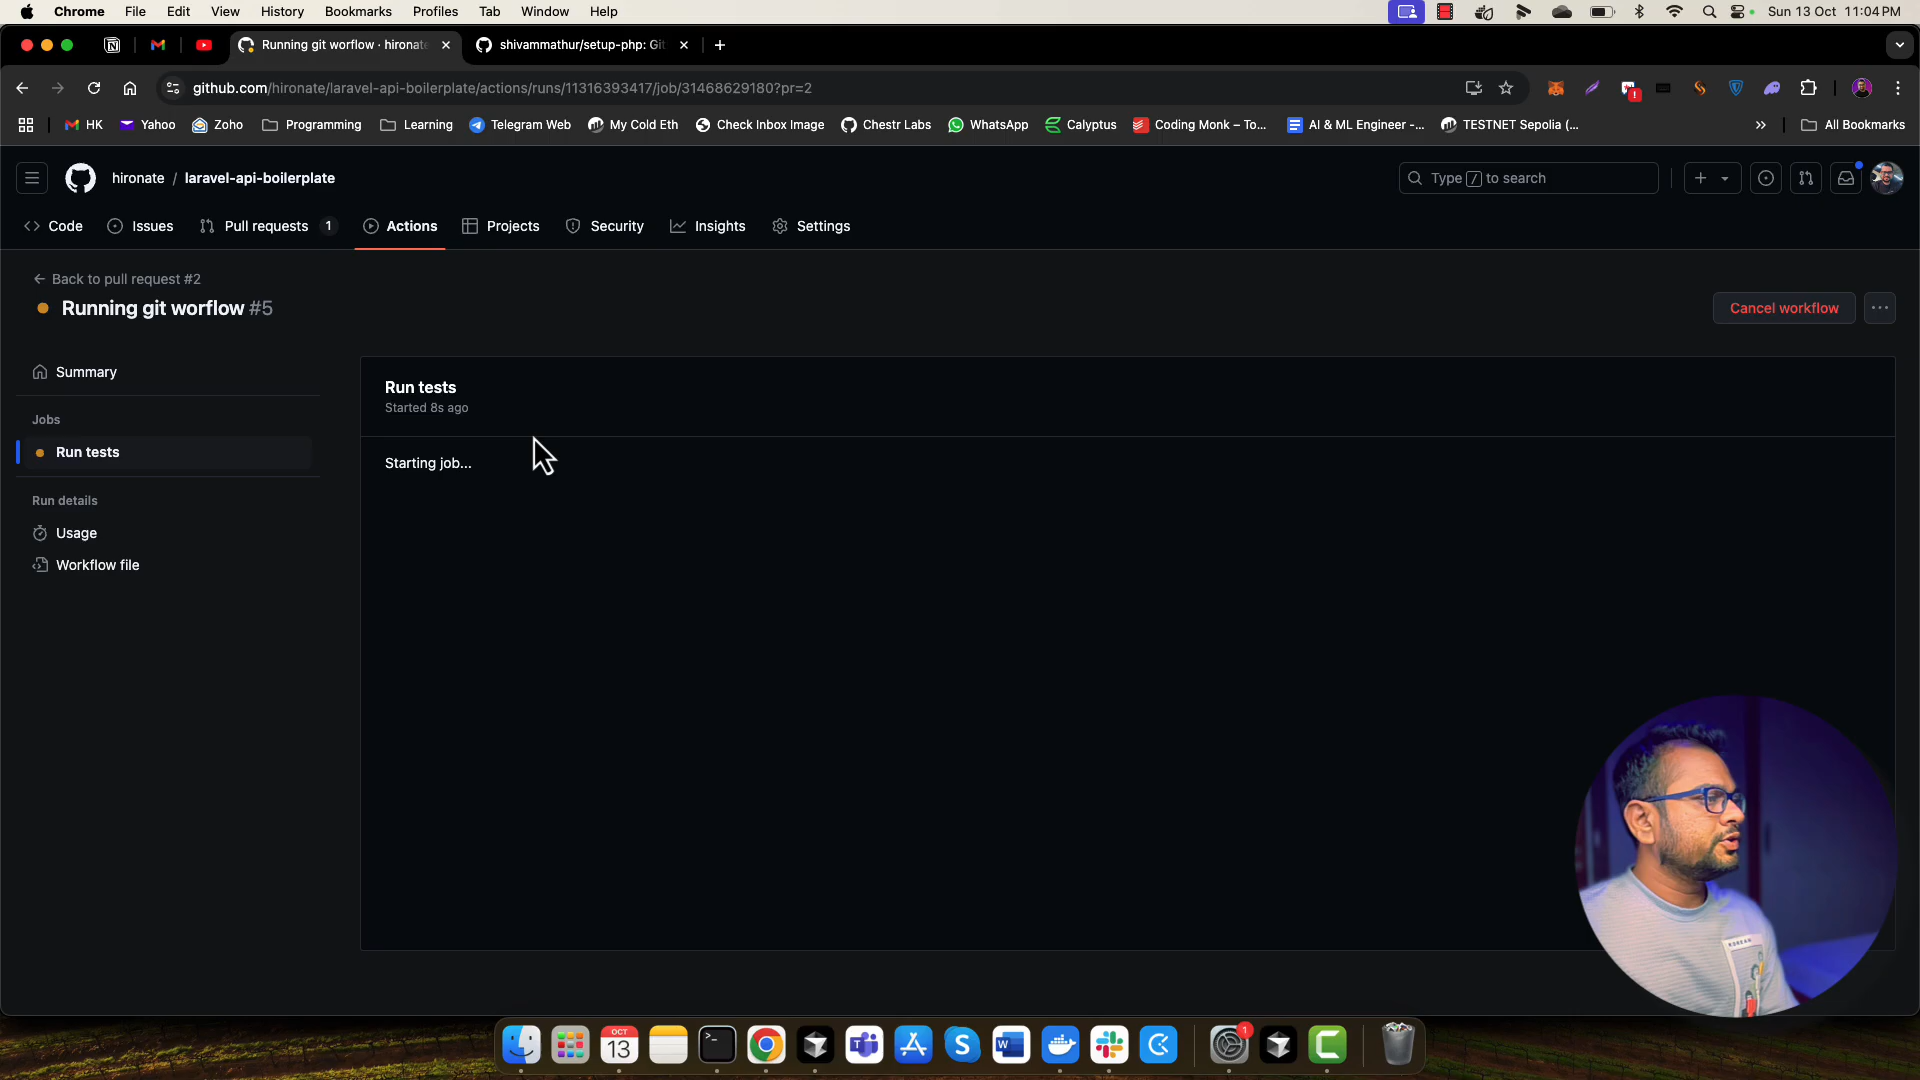 Chrome File Edit View History Bookmarks Profiles Tab Window Help Sun 13 Oct 11:04 PM
Running git worflow · hironate shivammathur/setup-php: Git
github.com/hironate/laravel-api-boilerplate/actions/runs/11316393417/job/31468629180?pr=2
HK Yahoo Zoho Programming Learning Telegram Web My Cold Eth Check Inbox Image Chestr Labs WhatsApp Calyptus Coding Monk – To... AI & ML Engineer -... TESTNET Sepolia (... » All Bookmarks
hironate / laravel-api-boilerplate Type / to search
Code Issues Pull requests 1 Actions Projects Security Insights Settings
Back to pull request #2
Running git worflow #5 Cancel workflow
Summary
Jobs
Run tests
Run details
Usage
Workflow file
Run tests
Started 8s ago
Starting job...
KOREAN
OCT
13
1